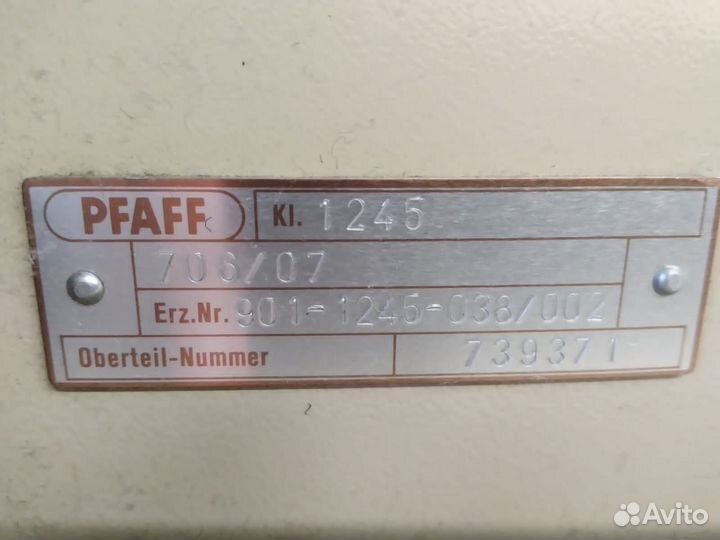 PFAFF Kl. 1245
706/07
Erz.Nr. 901-1245-038/002
Oberteil-Nummer 739371
Avito